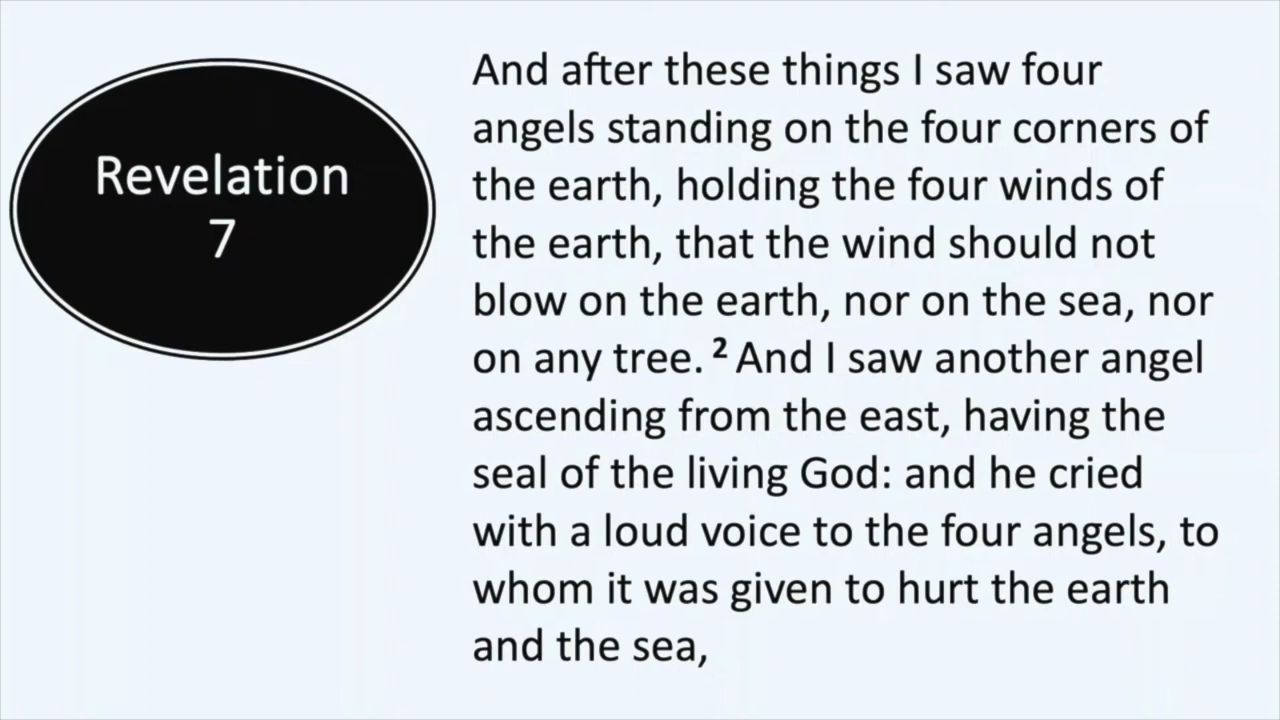 Revelation
7
And after these things I saw four
angels standing on the four corners of
the earth, holding the four winds of
the earth, that the wind should not
blow on the earth, nor on the sea, nor
on any tree. ² And I saw another angel
ascending from the east, having the
seal of the living God: and he cried
with a loud voice to the four angels, to
whom it was given to hurt the earth
and the sea,